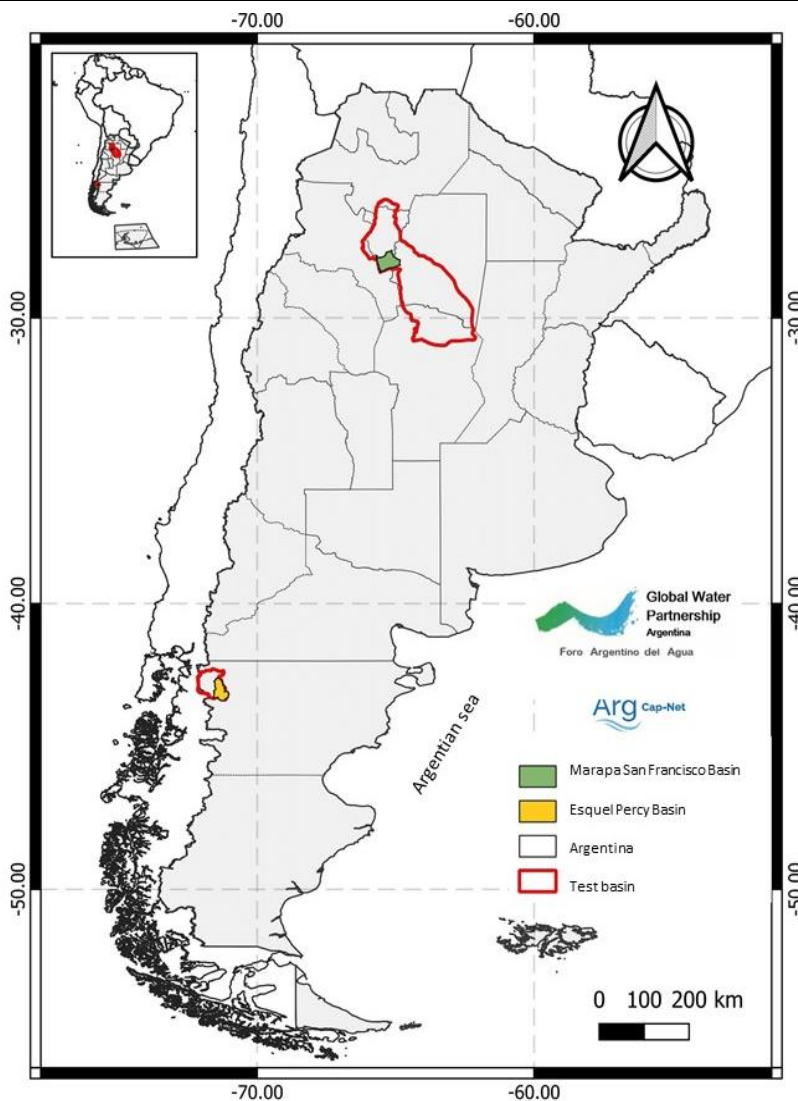 -70.00
-60.00
-30.00
-30.00
-40.00
-40.00
Global Water
Partnership
Argentina
Foro Argentino del Agua
Arg Cap-Net
Argentian sea
Marapa San Francisco Basin
Esquel Percy Basin
Argentina
Test basin
-50.00
-50.00
0 100 200 km
-70.00
-60.00